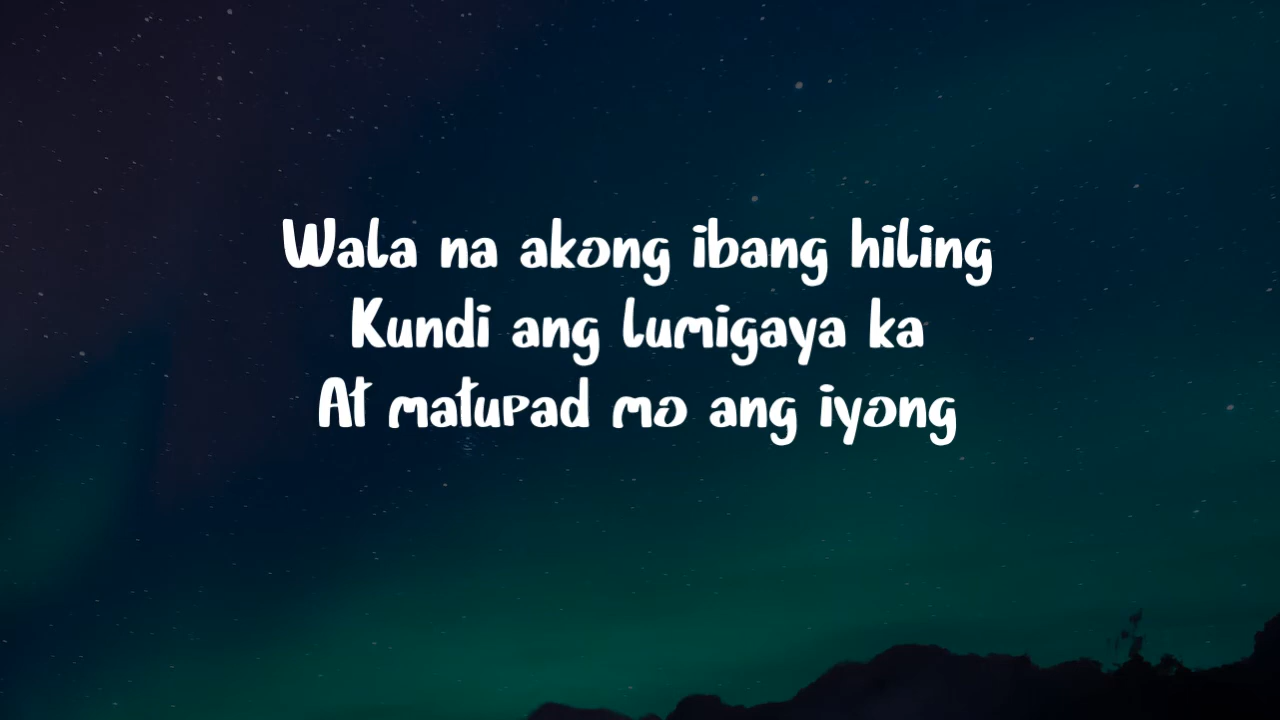 Wala na akong ibang hiling
Kundi ang lumigaya ka
At matupad mo ang iyong